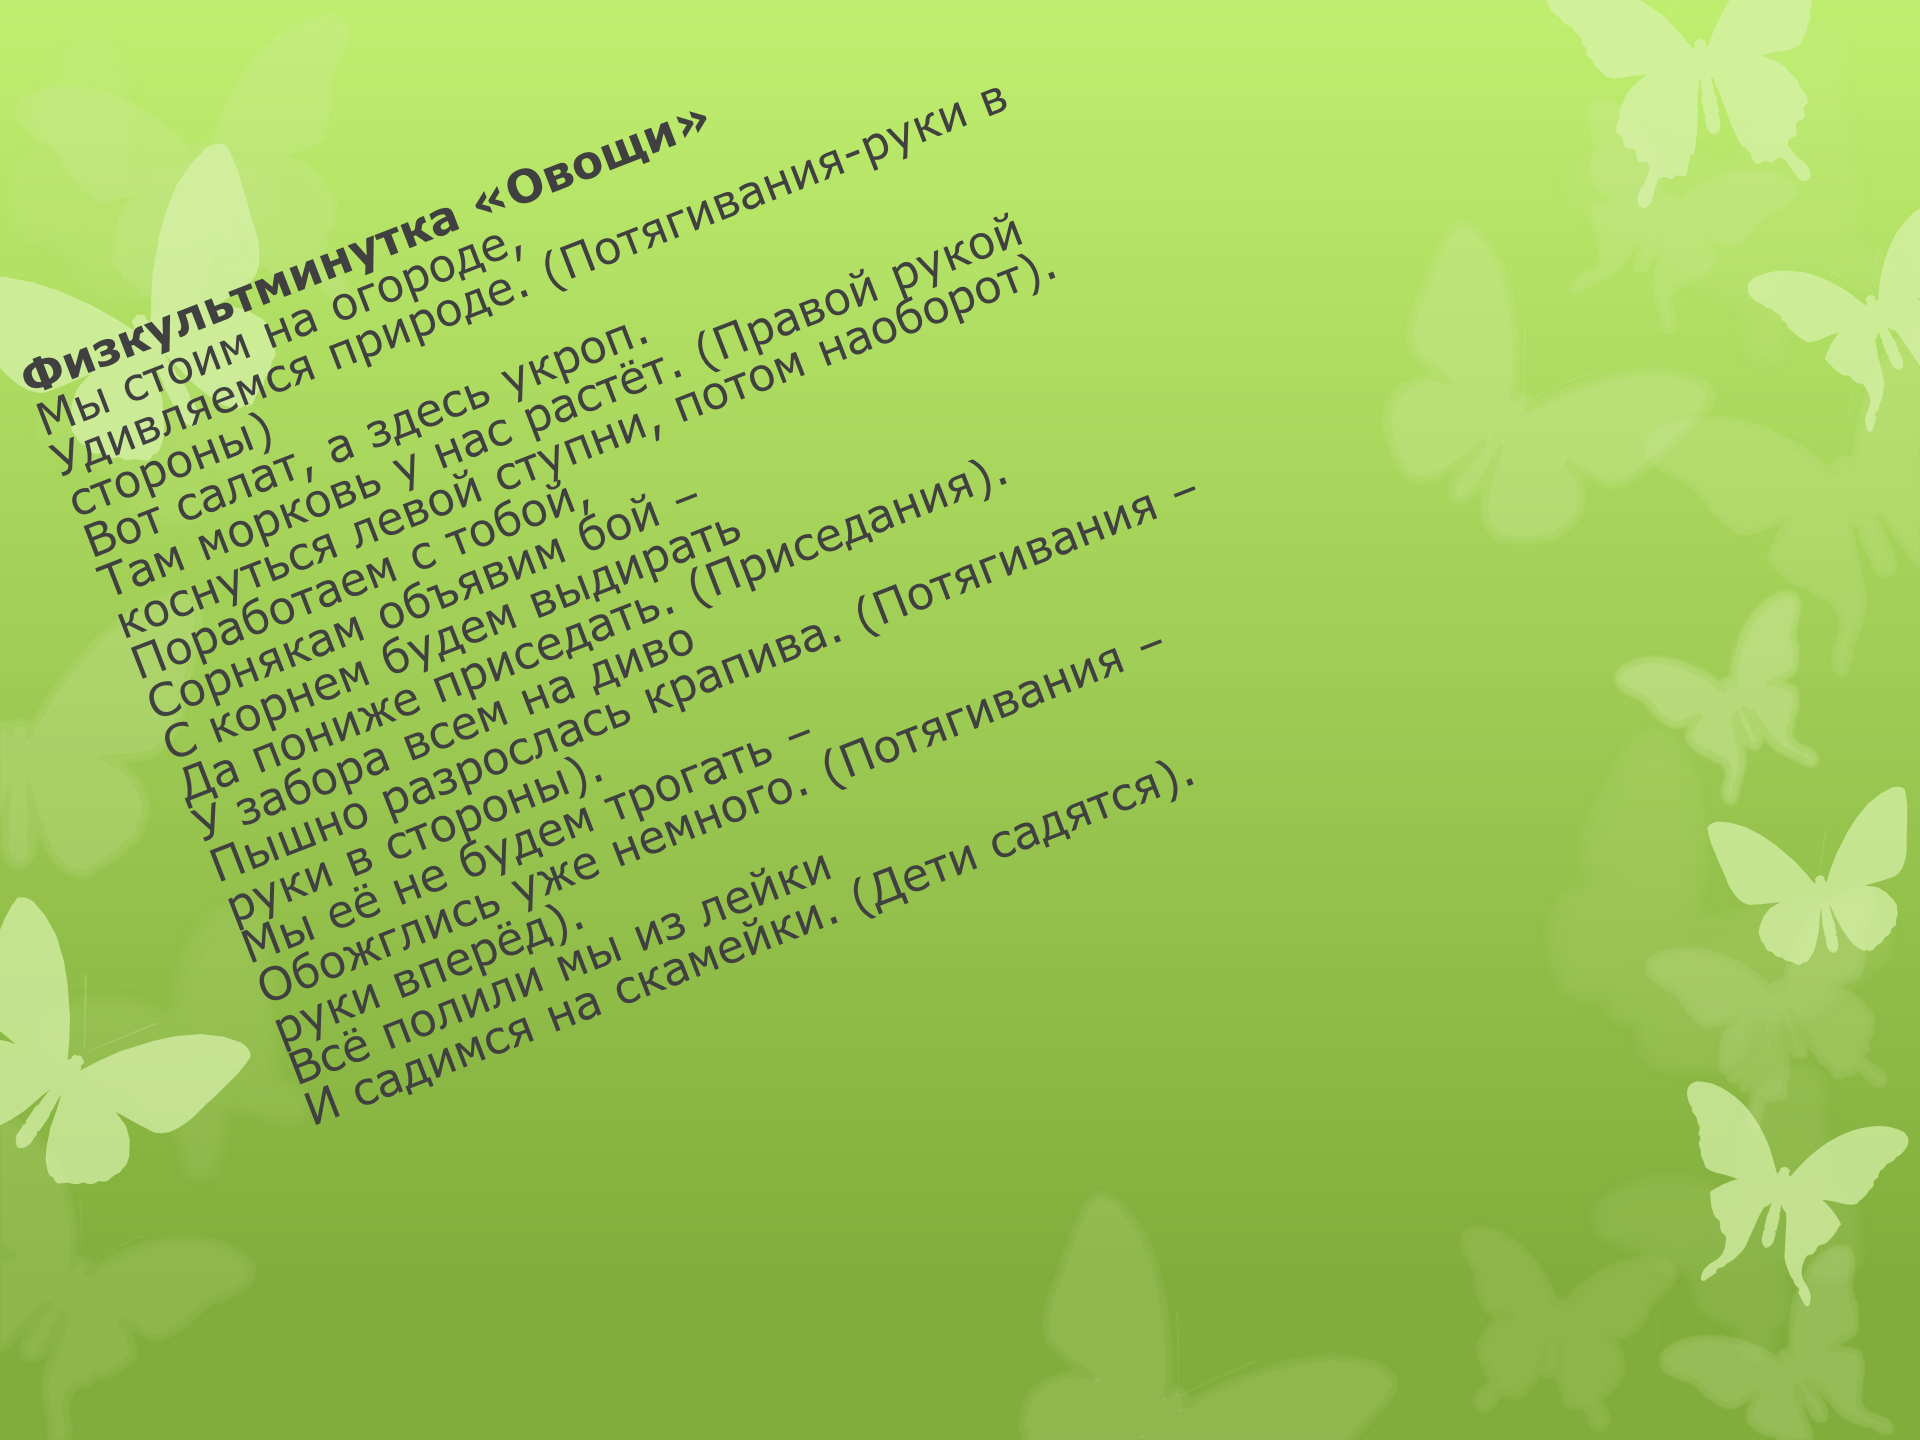 Физкультминутка «Овощи»
Мы стоим на огороде,
Удивляемся природе. (Потягивания-руки в
стороны)
Вот салат, а здесь укроп.
Там морковь у нас растёт. (Правой рукой
коснуться левой ступни, потом наоборот).
Поработаем с тобой,
Сорнякам объявим бой –
С корнем будем выдирать
Да пониже приседать. (Приседания).
У забора всем на диво
Пышно разрослась крапива. (Потягивания –
руки в стороны).
Мы её не будем трогать –
Обожглись уже немного. (Потягивания –
руки вперёд).
Всё полили мы из лейки
И садимся на скамейки. (Дети садятся).